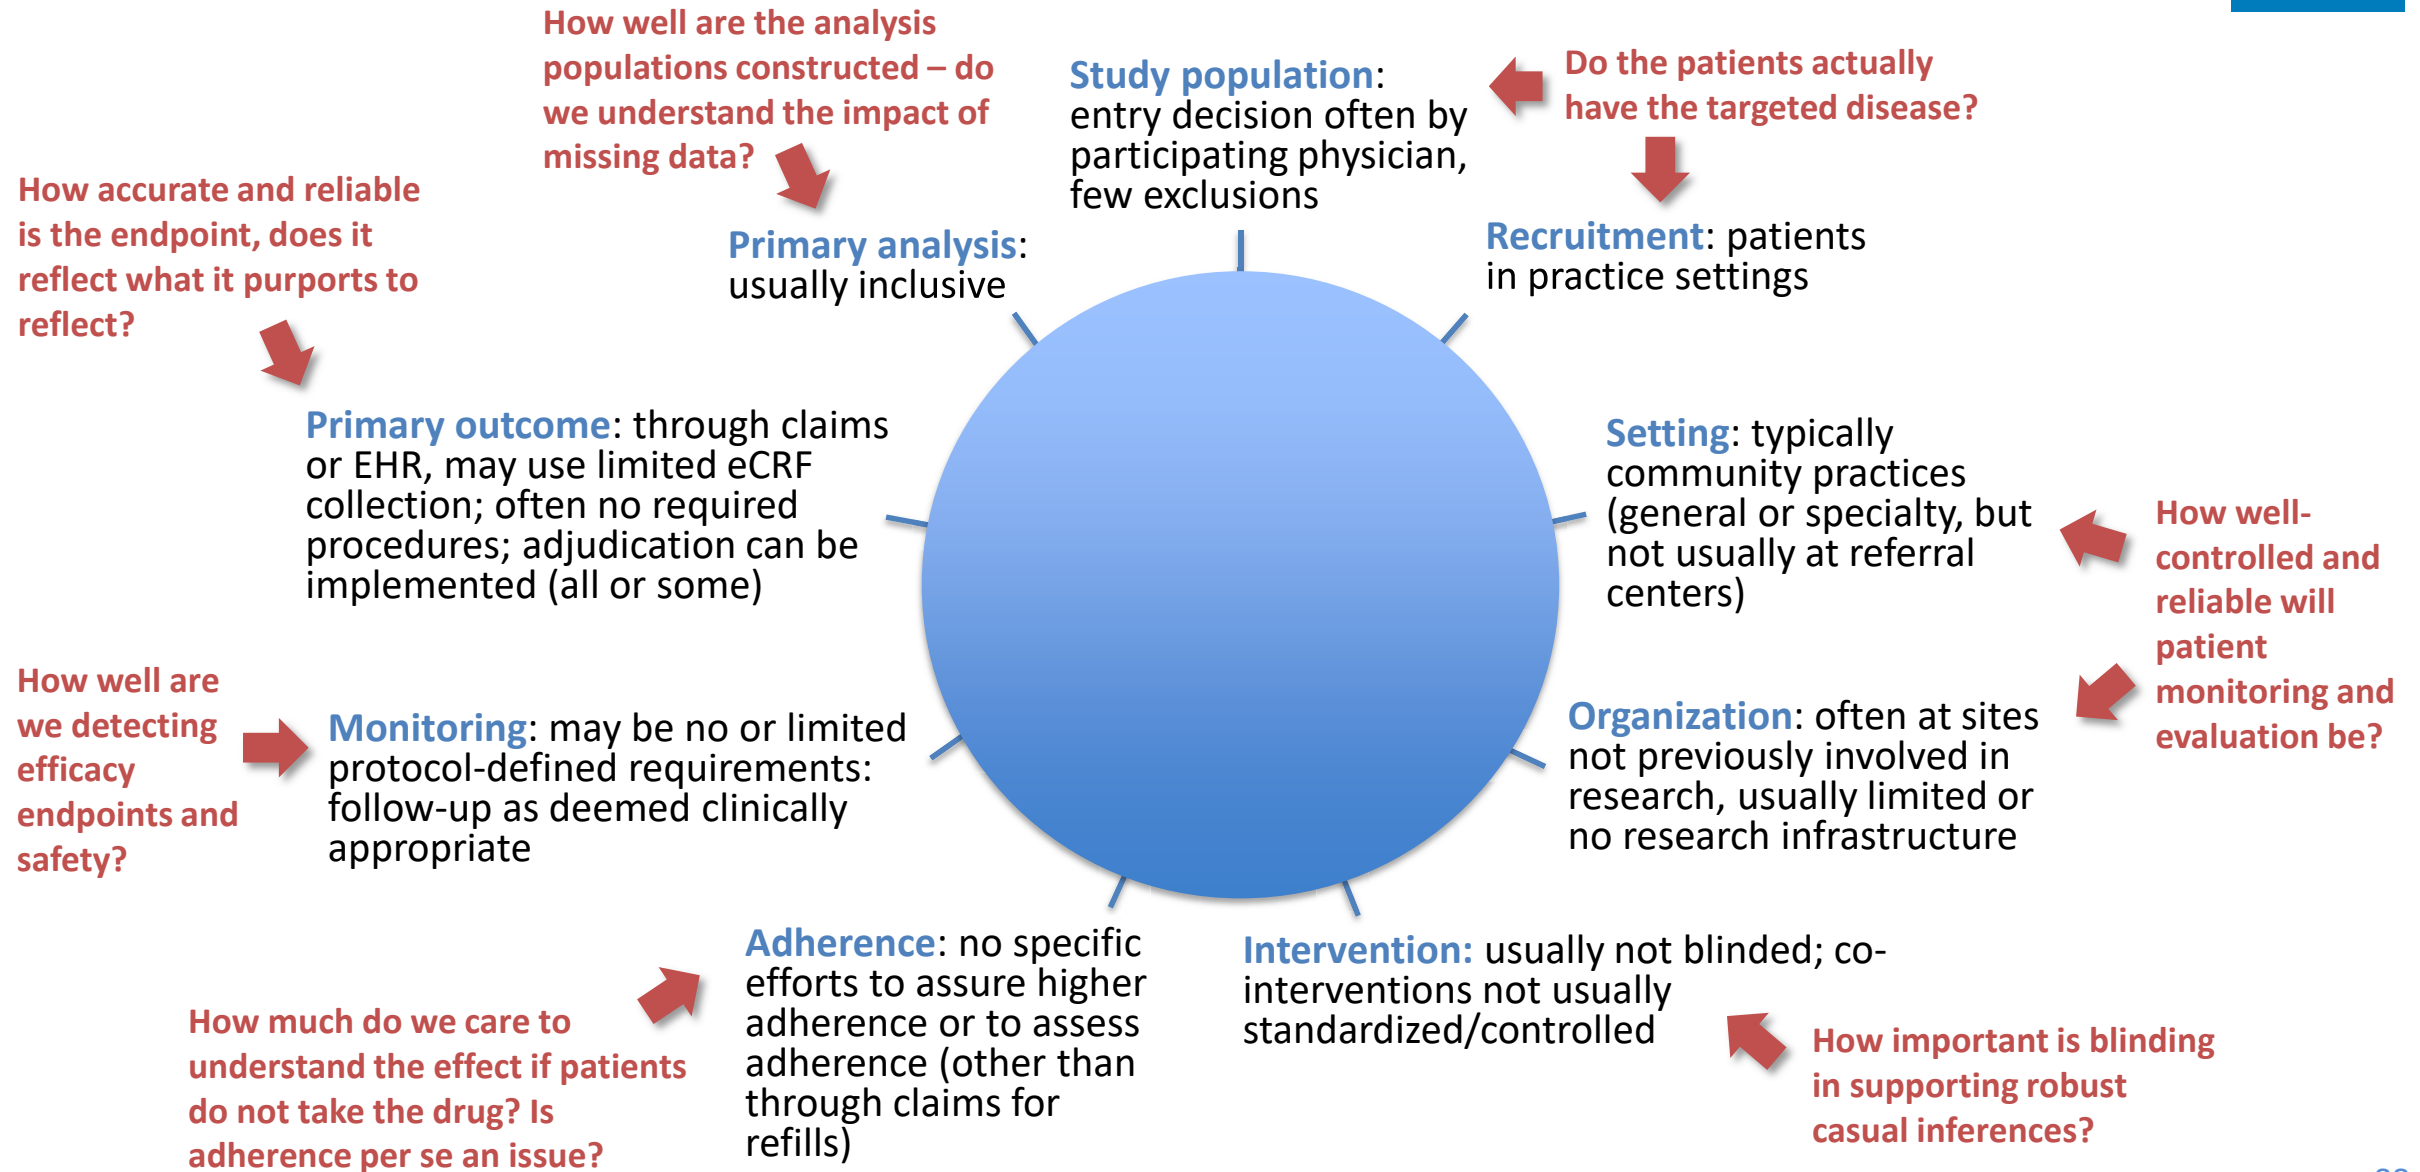 How well are the analysis
populations constructed – do
we understand the impact of
missing data?
Study population:
entry decision often by
participating physician,
few exclusions
Do the patients actually
have the targeted disease?
How accurate and reliable
is the endpoint, does it
reflect what it purports to
reflect?
Primary analysis:
usually inclusive
Recruitment: patients
in practice settings
Primary outcome: through claims
or EHR, may use limited eCRF
collection; often no required
procedures; adjudication can be
implemented (all or some)
Setting: typically
community practices
(general or specialty, but
not usually at referral
centers)
How well-
controlled and
reliable will
patient
monitoring and
evaluation be?
How well are
we detecting
efficacy
endpoints and
safety?
Monitoring: may be no or limited
protocol-defined requirements:
follow-up as deemed clinically
appropriate
Organization: often at sites
not previously involved in
research, usually limited or
no research infrastructure
Adherence: no specific
efforts to assure higher
adherence or to assess
adherence (other than
through claims for
refills)
Intervention: usually not blinded; co-
interventions not usually
standardized/controlled
How much do we care to
understand the effect if patients
do not take the drug? Is
adherence per se an issue?
How important is blinding
in supporting robust
casual inferences?